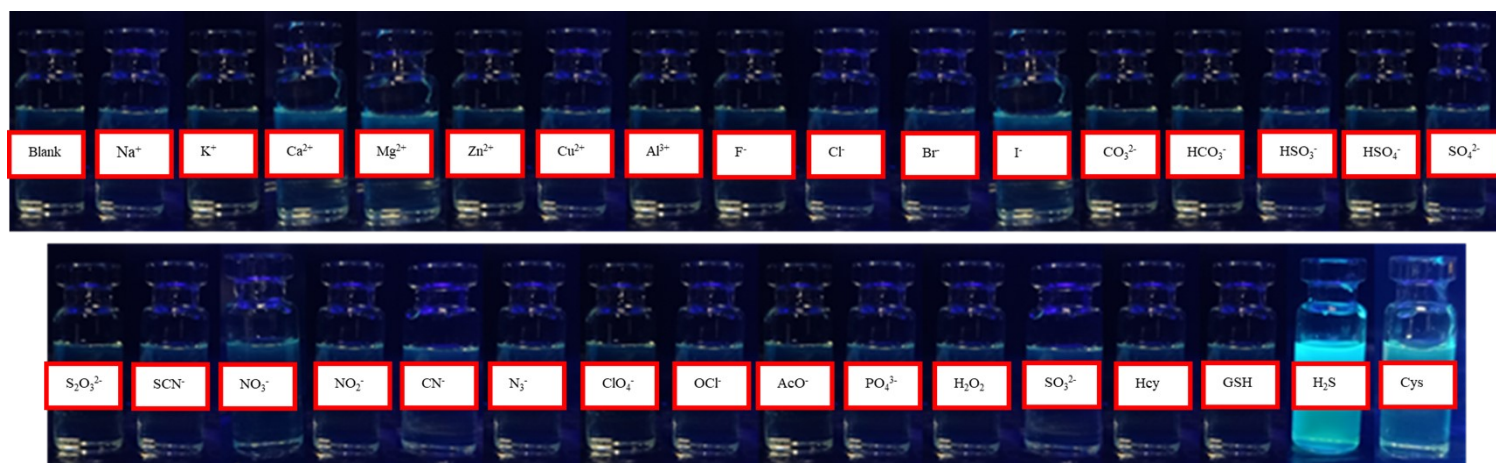 Blank Na⁺ K⁺ Ca²⁺ Mg²⁺ Zn²⁺ Cu²⁺ Al³⁺ F⁻ Cl⁻ Br⁻ I⁻ CO₃²⁻ HCO₃⁻ HSO₃⁻ HSO₄⁻ SO₄²⁻
S₂O₃²⁻ SCN⁻ NO₃⁻ NO₂⁻ CN⁻ N₃⁻ ClO₄⁻ OCl⁻ AcO⁻ PO₄³⁻ H₂O₂ SO₃²⁻ Hcy GSH H₂S Cys